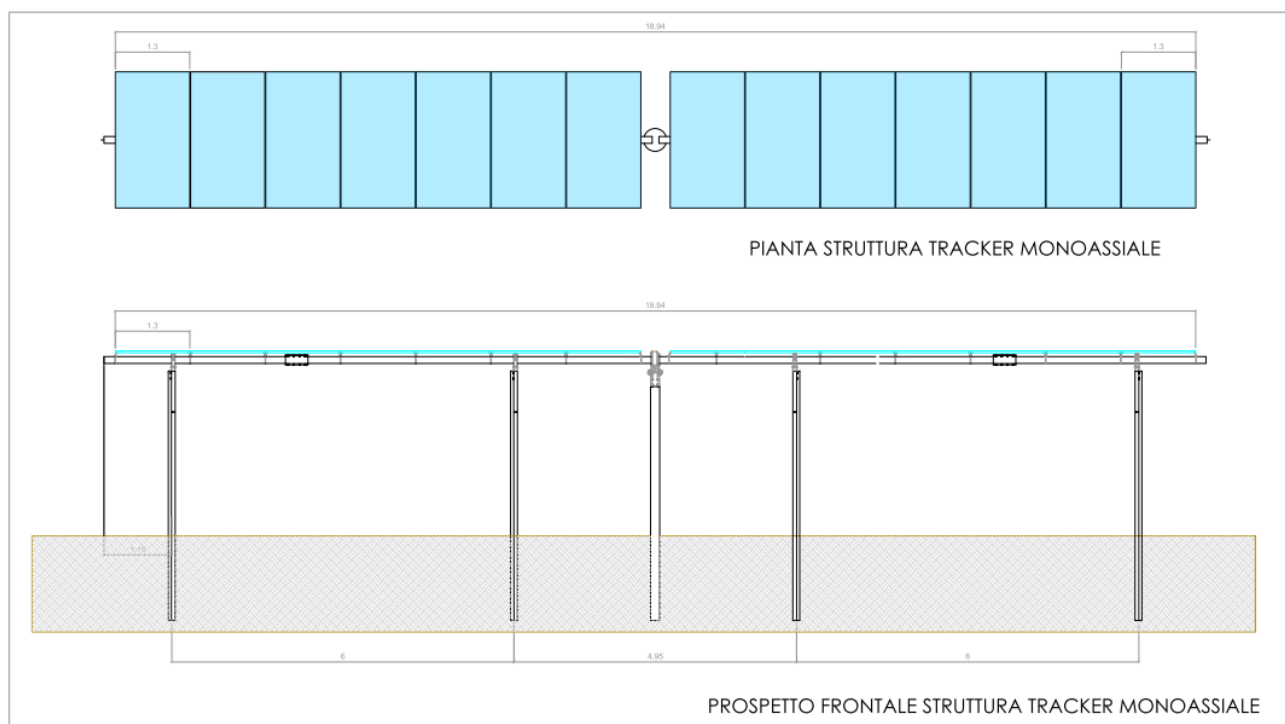 18.94
1.3 1.3
PIANTA STRUTTURA TRACKER MONOASSIALE
18.94
1.3
1.15
6 4.95 6
PROSPETTO FRONTALE STRUTTURA TRACKER MONOASSIALE